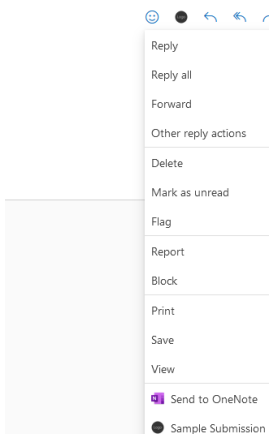 Reply
Reply all
Forward
Other reply actions
Delete
Mark as unread
Flag
Report
Block
Print
Save
View
Send to OneNote
Sample Submission